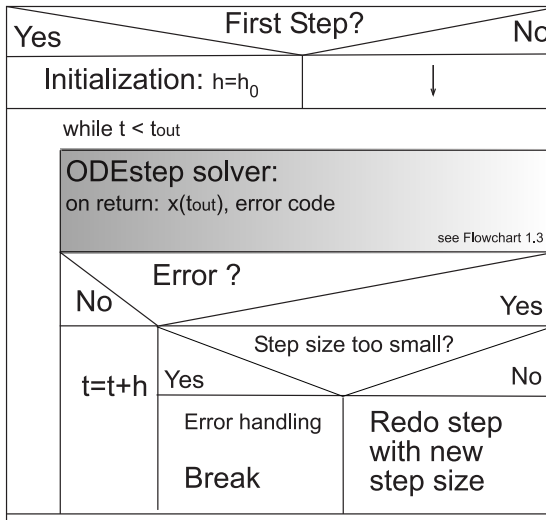 First Step?
Yes
No
Initialization: h=h0
↓
while t < tout
ODEstep solver:
on return: x(tout), error code
see Flowchart 1.3
Error ?
No
Yes
Step size too small?
t=t+h
Yes
No
Error handling
Break
Redo step
with new
step size